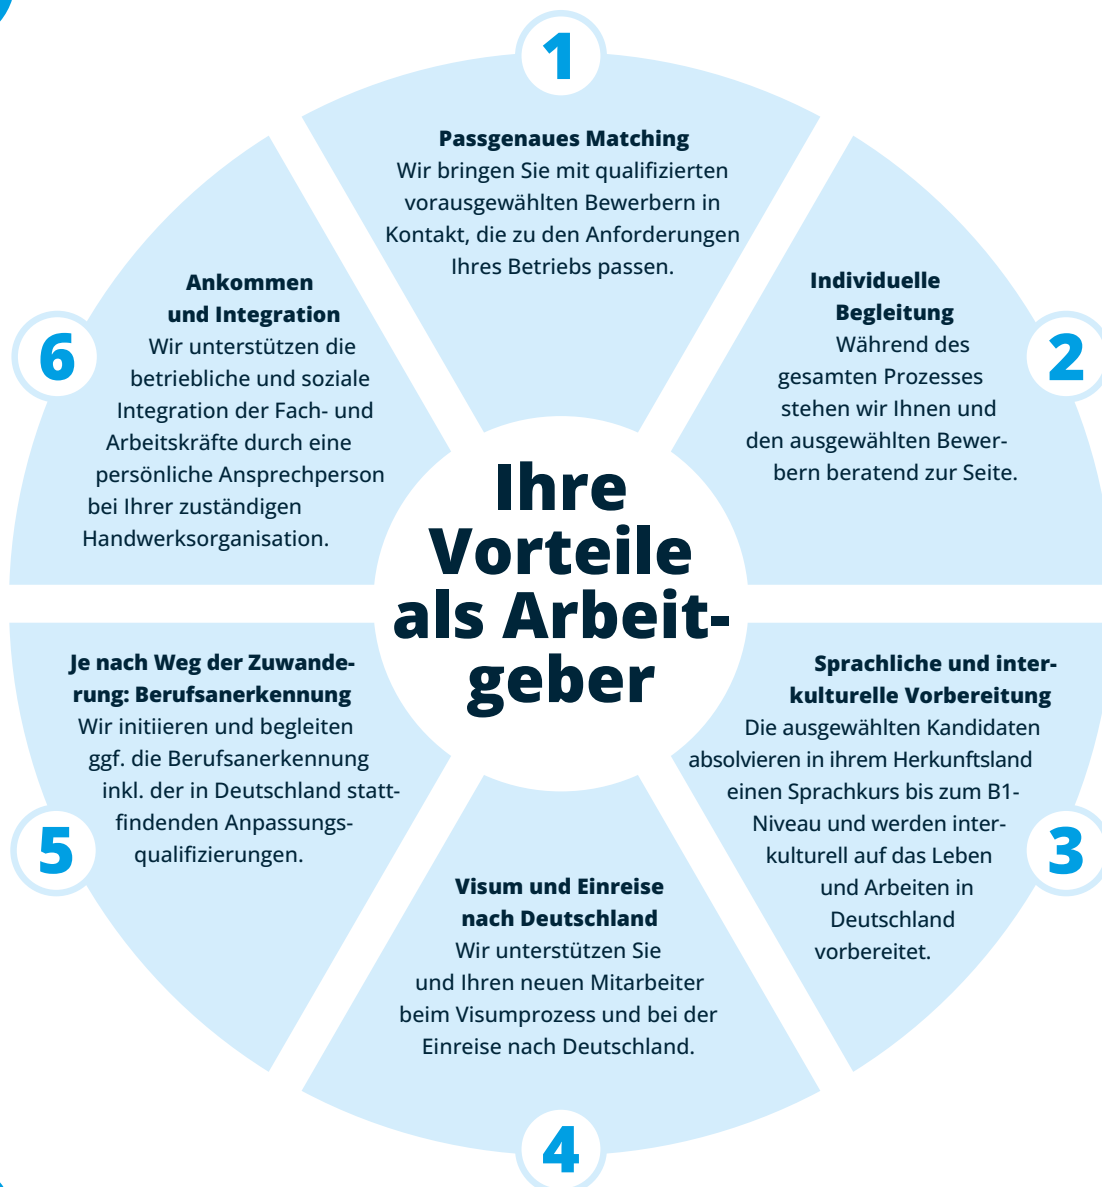 Ihre
Vorteile
als Arbeit-
geber
1
Passgenaues Matching
Wir bringen Sie mit qualifizierten
vorausgewählten Bewerbern in
Kontakt, die zu den Anforderungen
Ihres Betriebs passen.
2
Individuelle
Begleitung
Während des
gesamten Prozesses
stehen wir Ihnen und
den ausgewählten Bewer-
bern beratend zur Seite.
3
Sprachliche und inter-
kulturelle Vorbereitung
Die ausgewählten Kandidaten
absolvieren in ihrem Herkunftsland
einen Sprachkurs bis zum B1-
Niveau und werden inter-
kulturell auf das Leben
und Arbeiten in
Deutschland
vorbereitet.
4
Visum und Einreise
nach Deutschland
Wir unterstützen Sie
und Ihren neuen Mitarbeiter
beim Visumprozess und bei der
Einreise nach Deutschland.
5
Je nach Weg der Zuwande-
rung: Berufsanerkennung
Wir initiieren und begleiten
ggf. die Berufsanerkennung
inkl. der in Deutschland statt-
findenden Anpassungs-
qualifizierungen.
6
Ankommen
und Integration
Wir unterstützen die
betriebliche und soziale
Integration der Fach- und
Arbeitskräfte durch eine
persönliche Ansprechperson
bei Ihrer zuständigen
Handwerksorganisation.